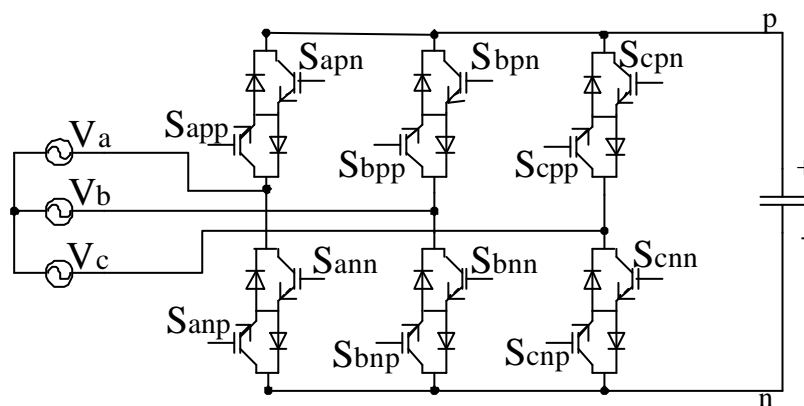 p
Sapn
Sbpn
Scpn
Sapp
Va
Sbpp
Scpp
+
Vb
-
Vc
Sann
Sbnn
Scnn
Sanp
Sbnp
Scnp
n